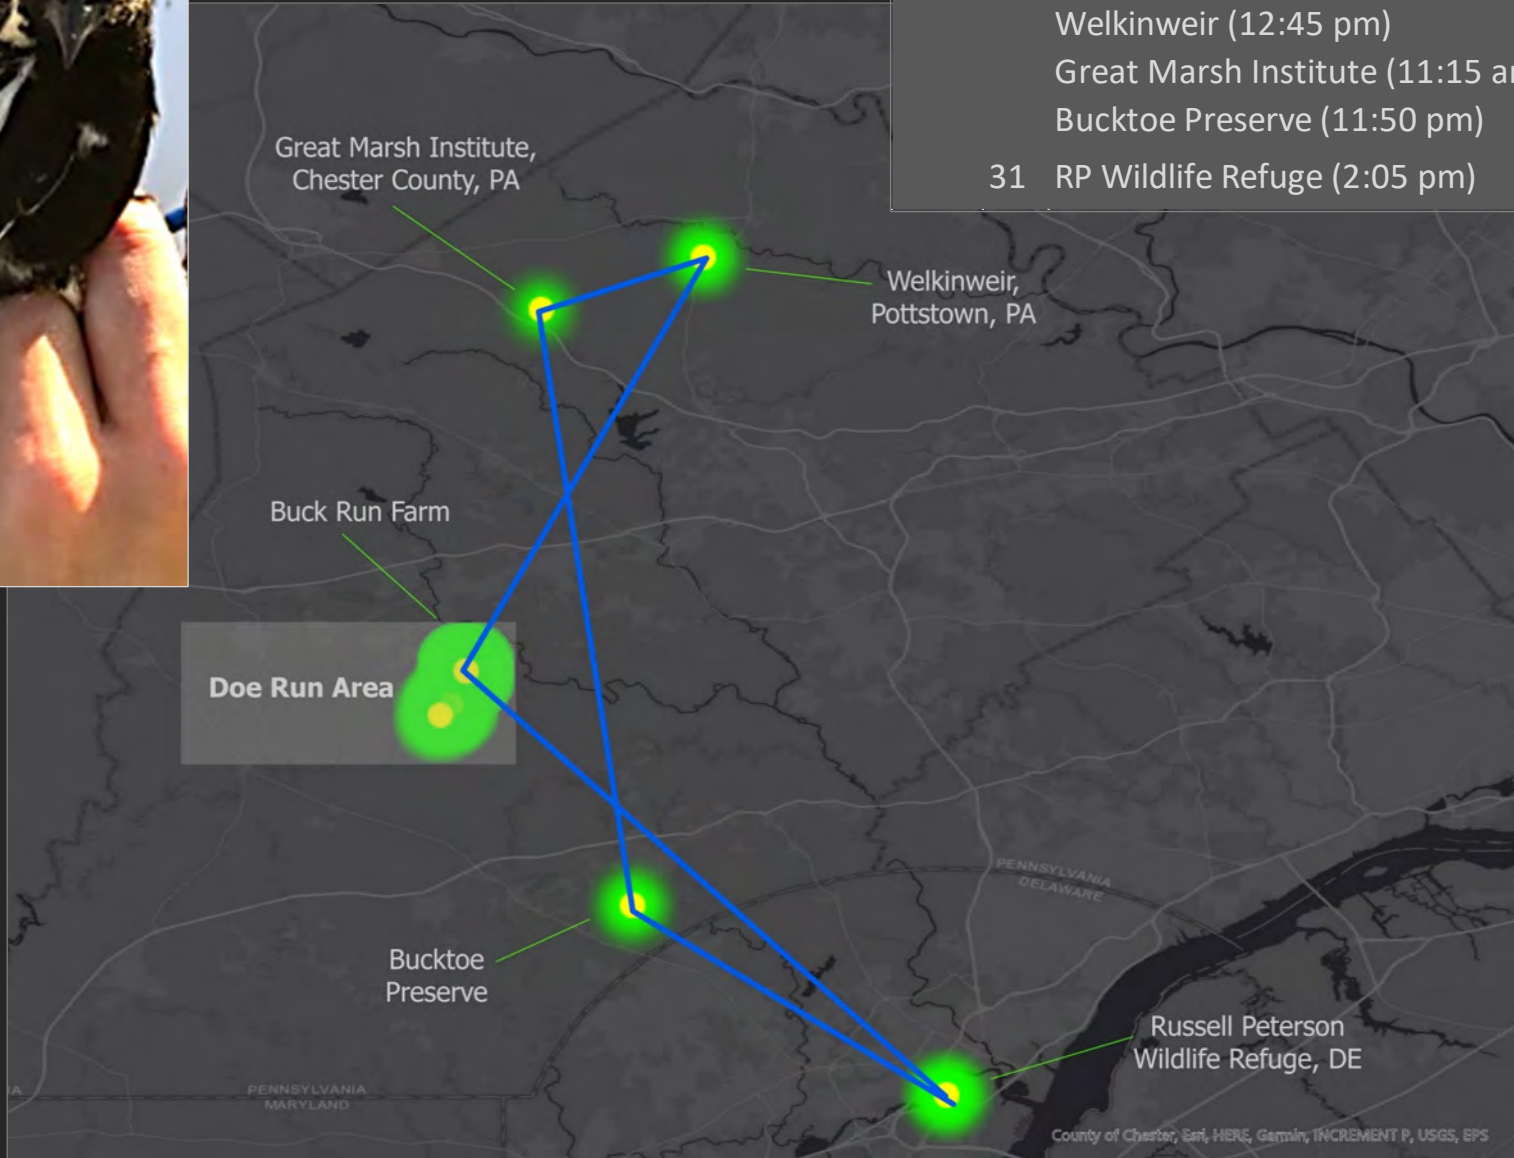 Welkinweir (12:45 pm)
Great Marsh Institute (11:15 a
Bucktoe Preserve (11:50 pm)
31 RP Wildlife Refuge (2:05 pm)
Great Marsh Institute,
Chester County, PA
Welkinweir,
Pottstown, PA
Buck Run Farm
Doe Run Area
PENNSYLVANIA
DELAWARE
Bucktoe
Preserve
Russell Peterson
Wildlife Refuge, DE
PENNSYLVANIA
MARYLAND
County of Chester, Esri, HERE, Garmin, INCREMENT P, USGS, EPS